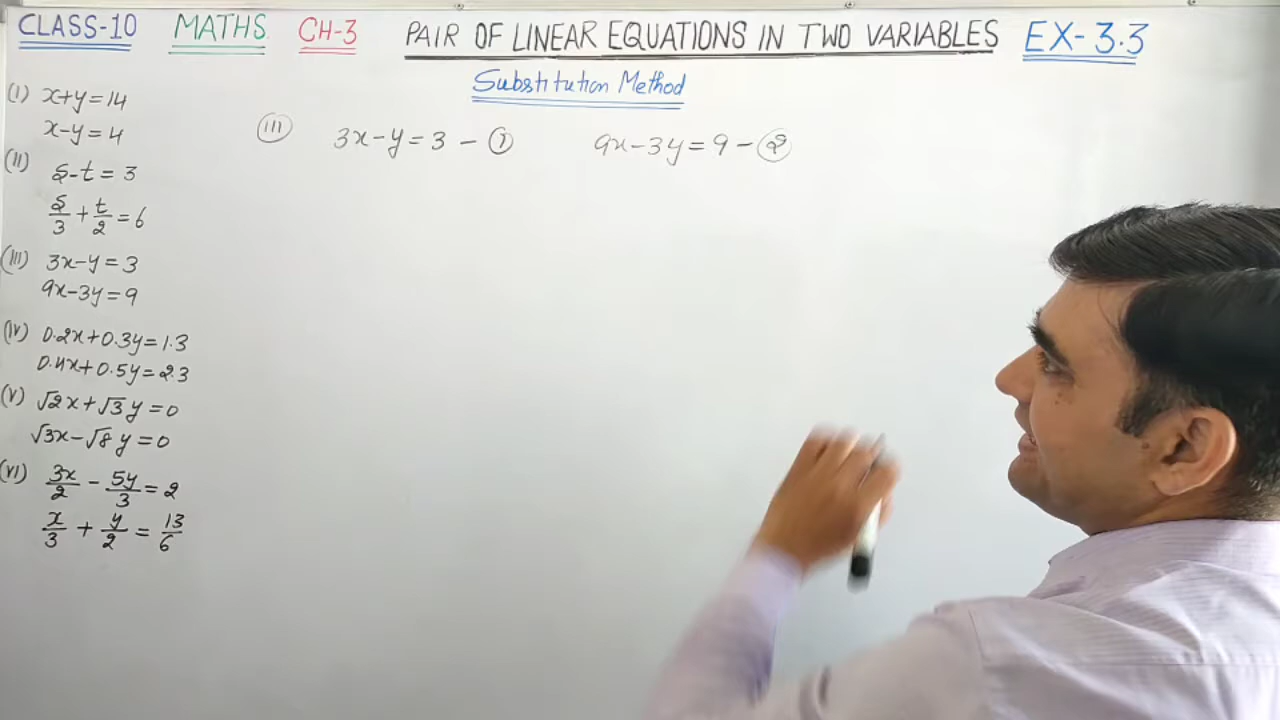 CLASS-10 MATHS CH-3 PAIR OF LINEAR EQUATIONS IN TWO VARIABLES EX-3.3
Substitution Method
(I) x+y=14
x-y=4
(II) s-t=3
s/3 + t/2 = 6
(III) 3x-y=3
9x-3y=9
(IV) 0.2x+0.3y=1.3
0.4x+0.5y=2.3
(V) √2x+√3y=0
√3x-√8y=0
(VI) 3x/2 - 5y/3 = 2
x/3 + y/2 = 13/6
(III) 3x-y=3 - (1) 9x-3y=9 - (2)